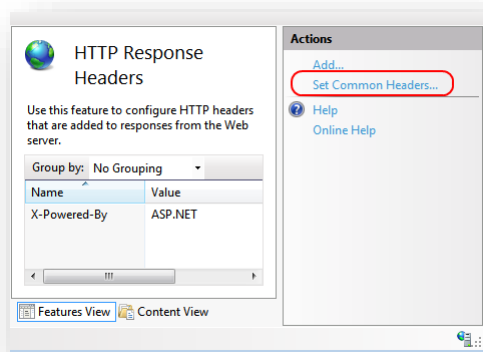 HTTP Response
Headers
Use this feature to configure HTTP headers
that are added to responses from the Web
server.
Group by: No Grouping
Name Value
X-Powered-By ASP.NET
Features View Content View
Actions
Add...
Set Common Headers...
Help
Online Help